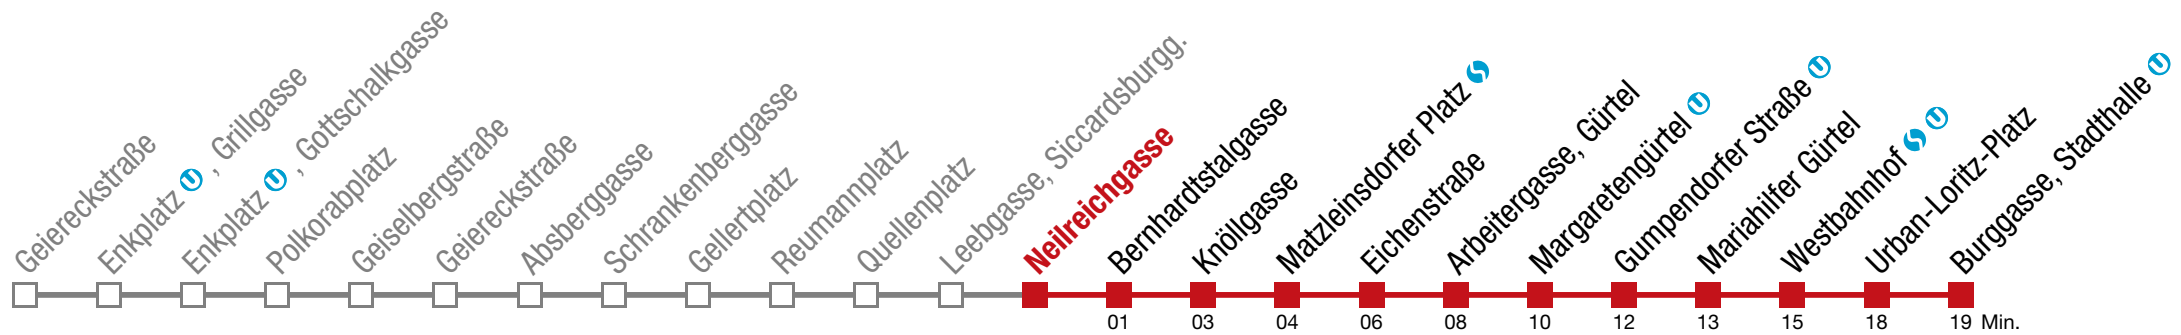 Geiereckstraße
Enkplatz U, Grillgasse
Enkplatz U, Gottschalkgasse
Polkorabplatz
Geiselbergstraße
Geiereckstraße
Absberggasse
Schrankenberggasse
Gellertplatz
Reumannplatz
Quellenplatz
Leebgasse, Siccardsburgg.
Neilreichgasse
Bernhardtstalgasse
Knöllgasse
Matzleinsdorfer Platz S
Eichenstraße
Arbeitergasse, Gürtel
Margaretengürtel U
Gumpendorfer Straße U
Mariahilfer Gürtel
Westbahnhof S U
Urban-Loritz-Platz
Burggasse, Stadthalle U
01 03 04 06 08 10 12 13 15 18 19 Min.